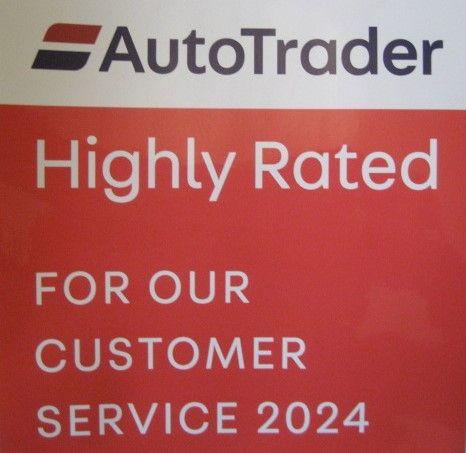 AutoTrader
Highly Rated
FOR OUR
CUSTOMER
SERVICE 2024